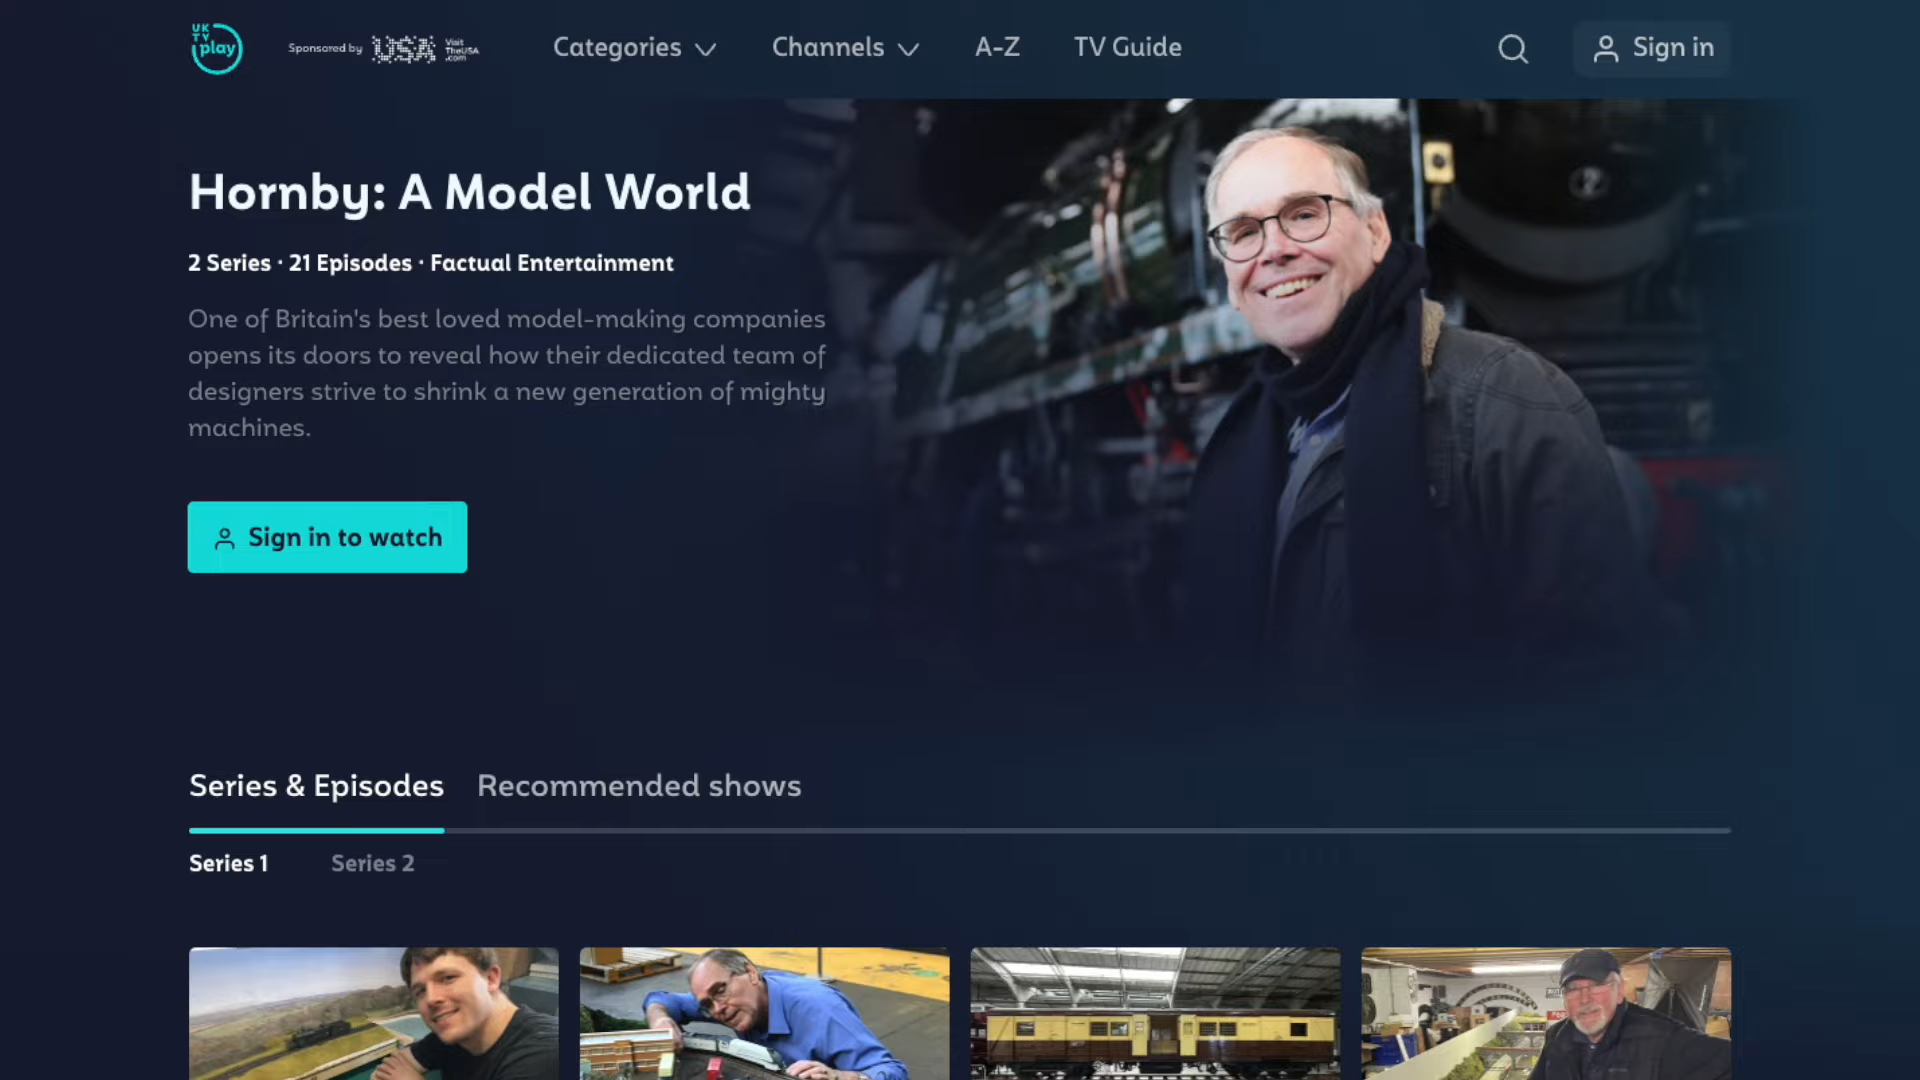 UK
TV
play
Sponsored by
USA
Visit
TheUSA
.com
Categories
Channels
A-Z
TV Guide
Sign in
Hornby: A Model World
2 Series · 21 Episodes · Factual Entertainment
One of Britain's best loved model-making companies
opens its doors to reveal how their dedicated team of
designers strive to shrink a new generation of mighty
machines.
Sign in to watch
Series & Episodes
Recommended shows
Series 1
Series 2